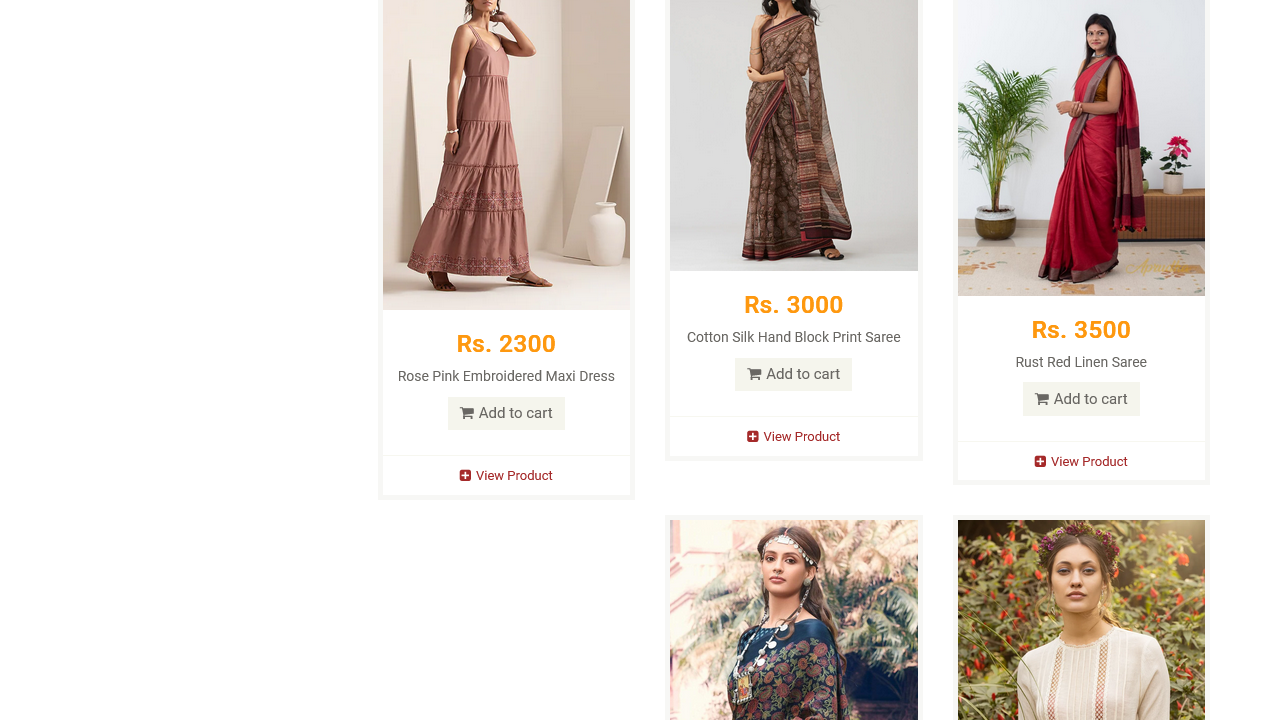 Rs. 2300
Rose Pink Embroidered Maxi Dress
Add to cart
View Product
Rs. 3000
Cotton Silk Hand Block Print Saree
Add to cart
View Product
Rs. 3500
Rust Red Linen Saree
Add to cart
View Product